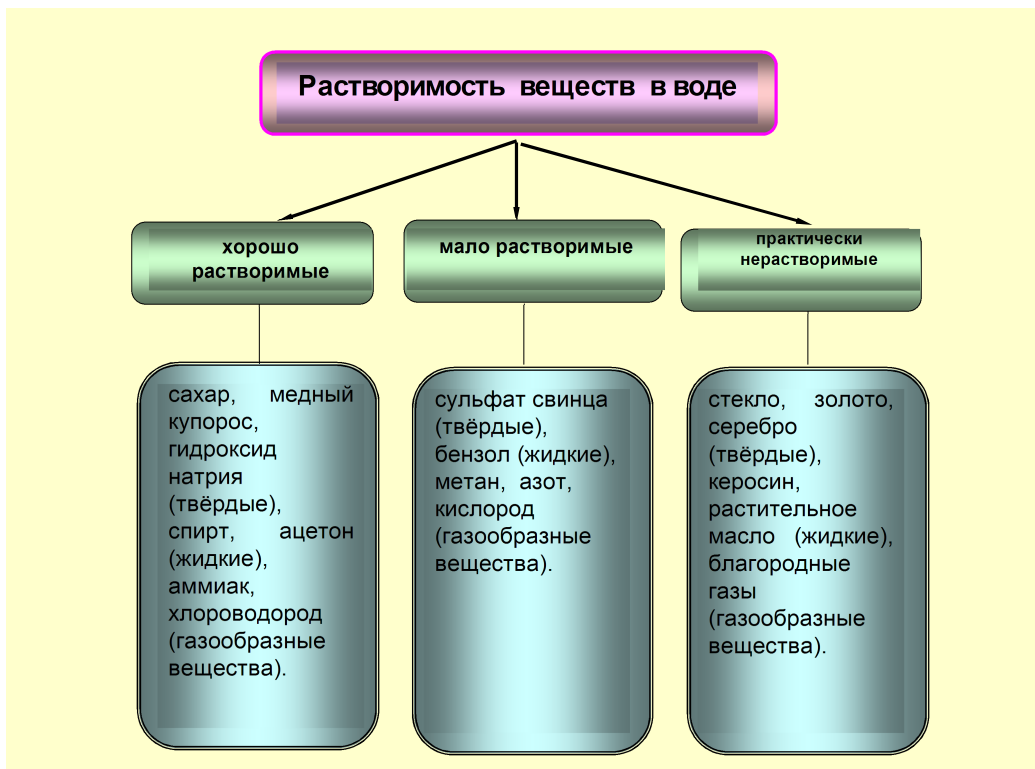 Растворимость веществ в воде
хорошо
растворимые
мало растворимые
практически
нерастворимые
сахар, медный
купорос,
гидроксид
натрия
(твёрдые),
спирт, ацетон
(жидкие),
аммиак,
хлороводород
(газообразные
вещества).
сульфат свинца
(твёрдые),
бензол (жидкие),
метан, азот,
кислород
(газообразные
вещества).
стекло, золото,
серебро
(твёрдые),
керосин,
растительное
масло (жидкие),
благородные
газы
(газообразные
вещества).